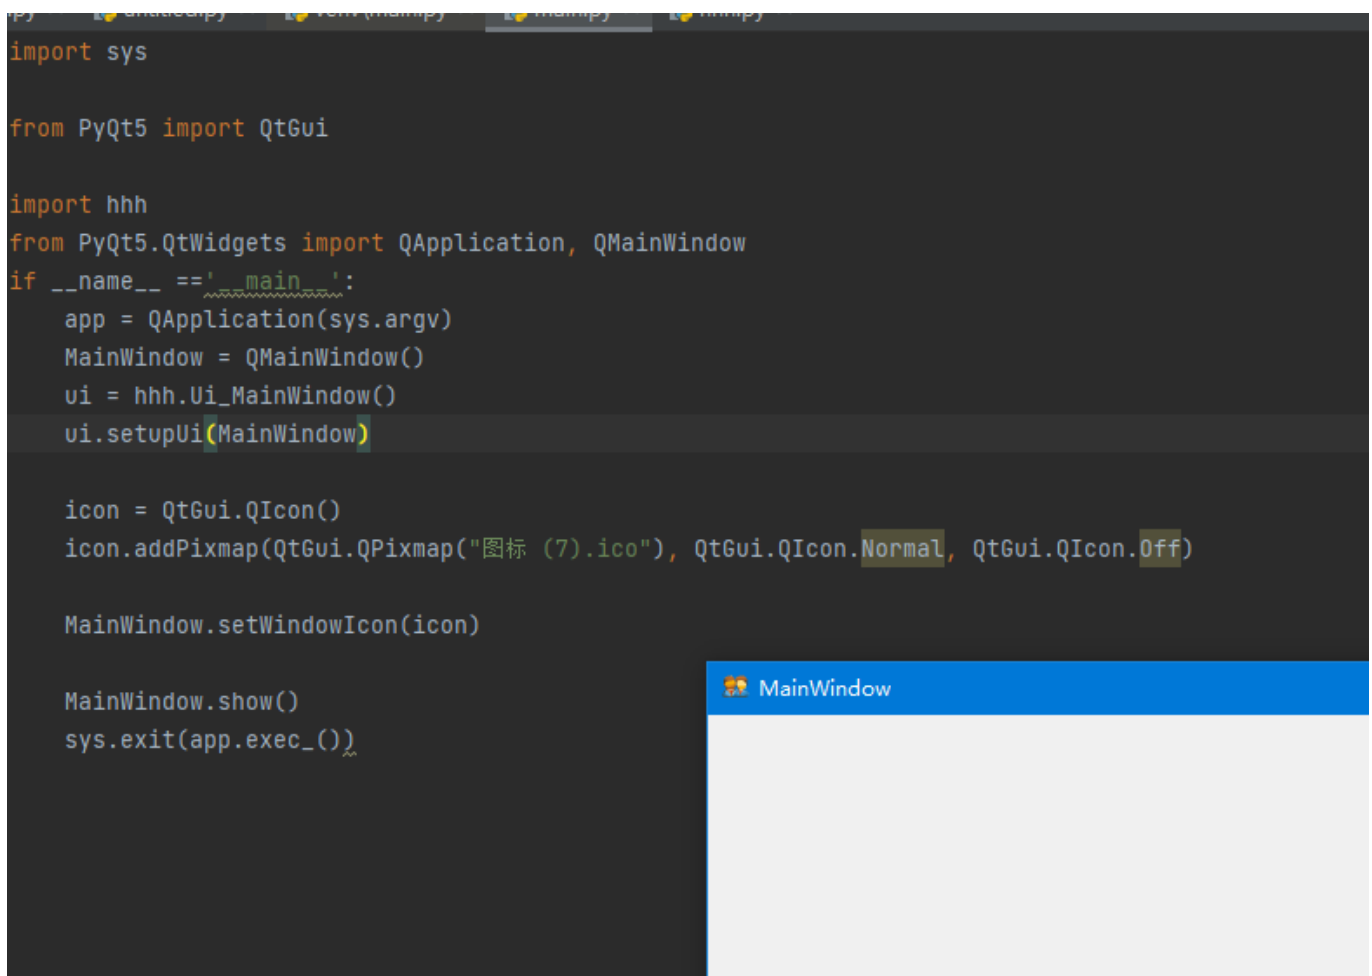 import sys
from PyQt5 import QtGui
import hhh
from PyQt5.QtWidgets import QApplication, QMainWindow
if __name__ =='__main__':
app = QApplication(sys.argv)
MainWindow = QMainWindow()
ui = hhh.Ui_MainWindow()
ui.setupUi(MainWindow)
icon = QtGui.QIcon()
icon.addPixmap(QtGui.QPixmap("图标 (7).ico"), QtGui.QIcon.Normal, QtGui.QIcon.Off)
MainWindow.setWindowIcon(icon)
MainWindow.show()
sys.exit(app.exec_())
MainWindow